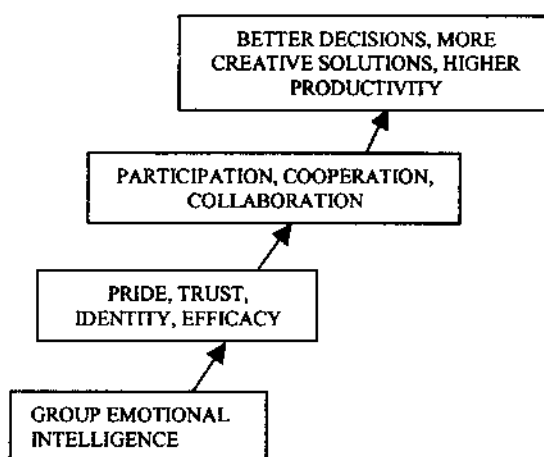 BETTER DECISIONS, MORE
CREATIVE SOLUTIONS, HIGHER
PRODUCTIVITY
PARTICIPATION, COOPERATION,
COLLABORATION
PRIDE, TRUST,
IDENTITY, EFFICACY
GROUP EMOTIONAL
INTELLIGENCE